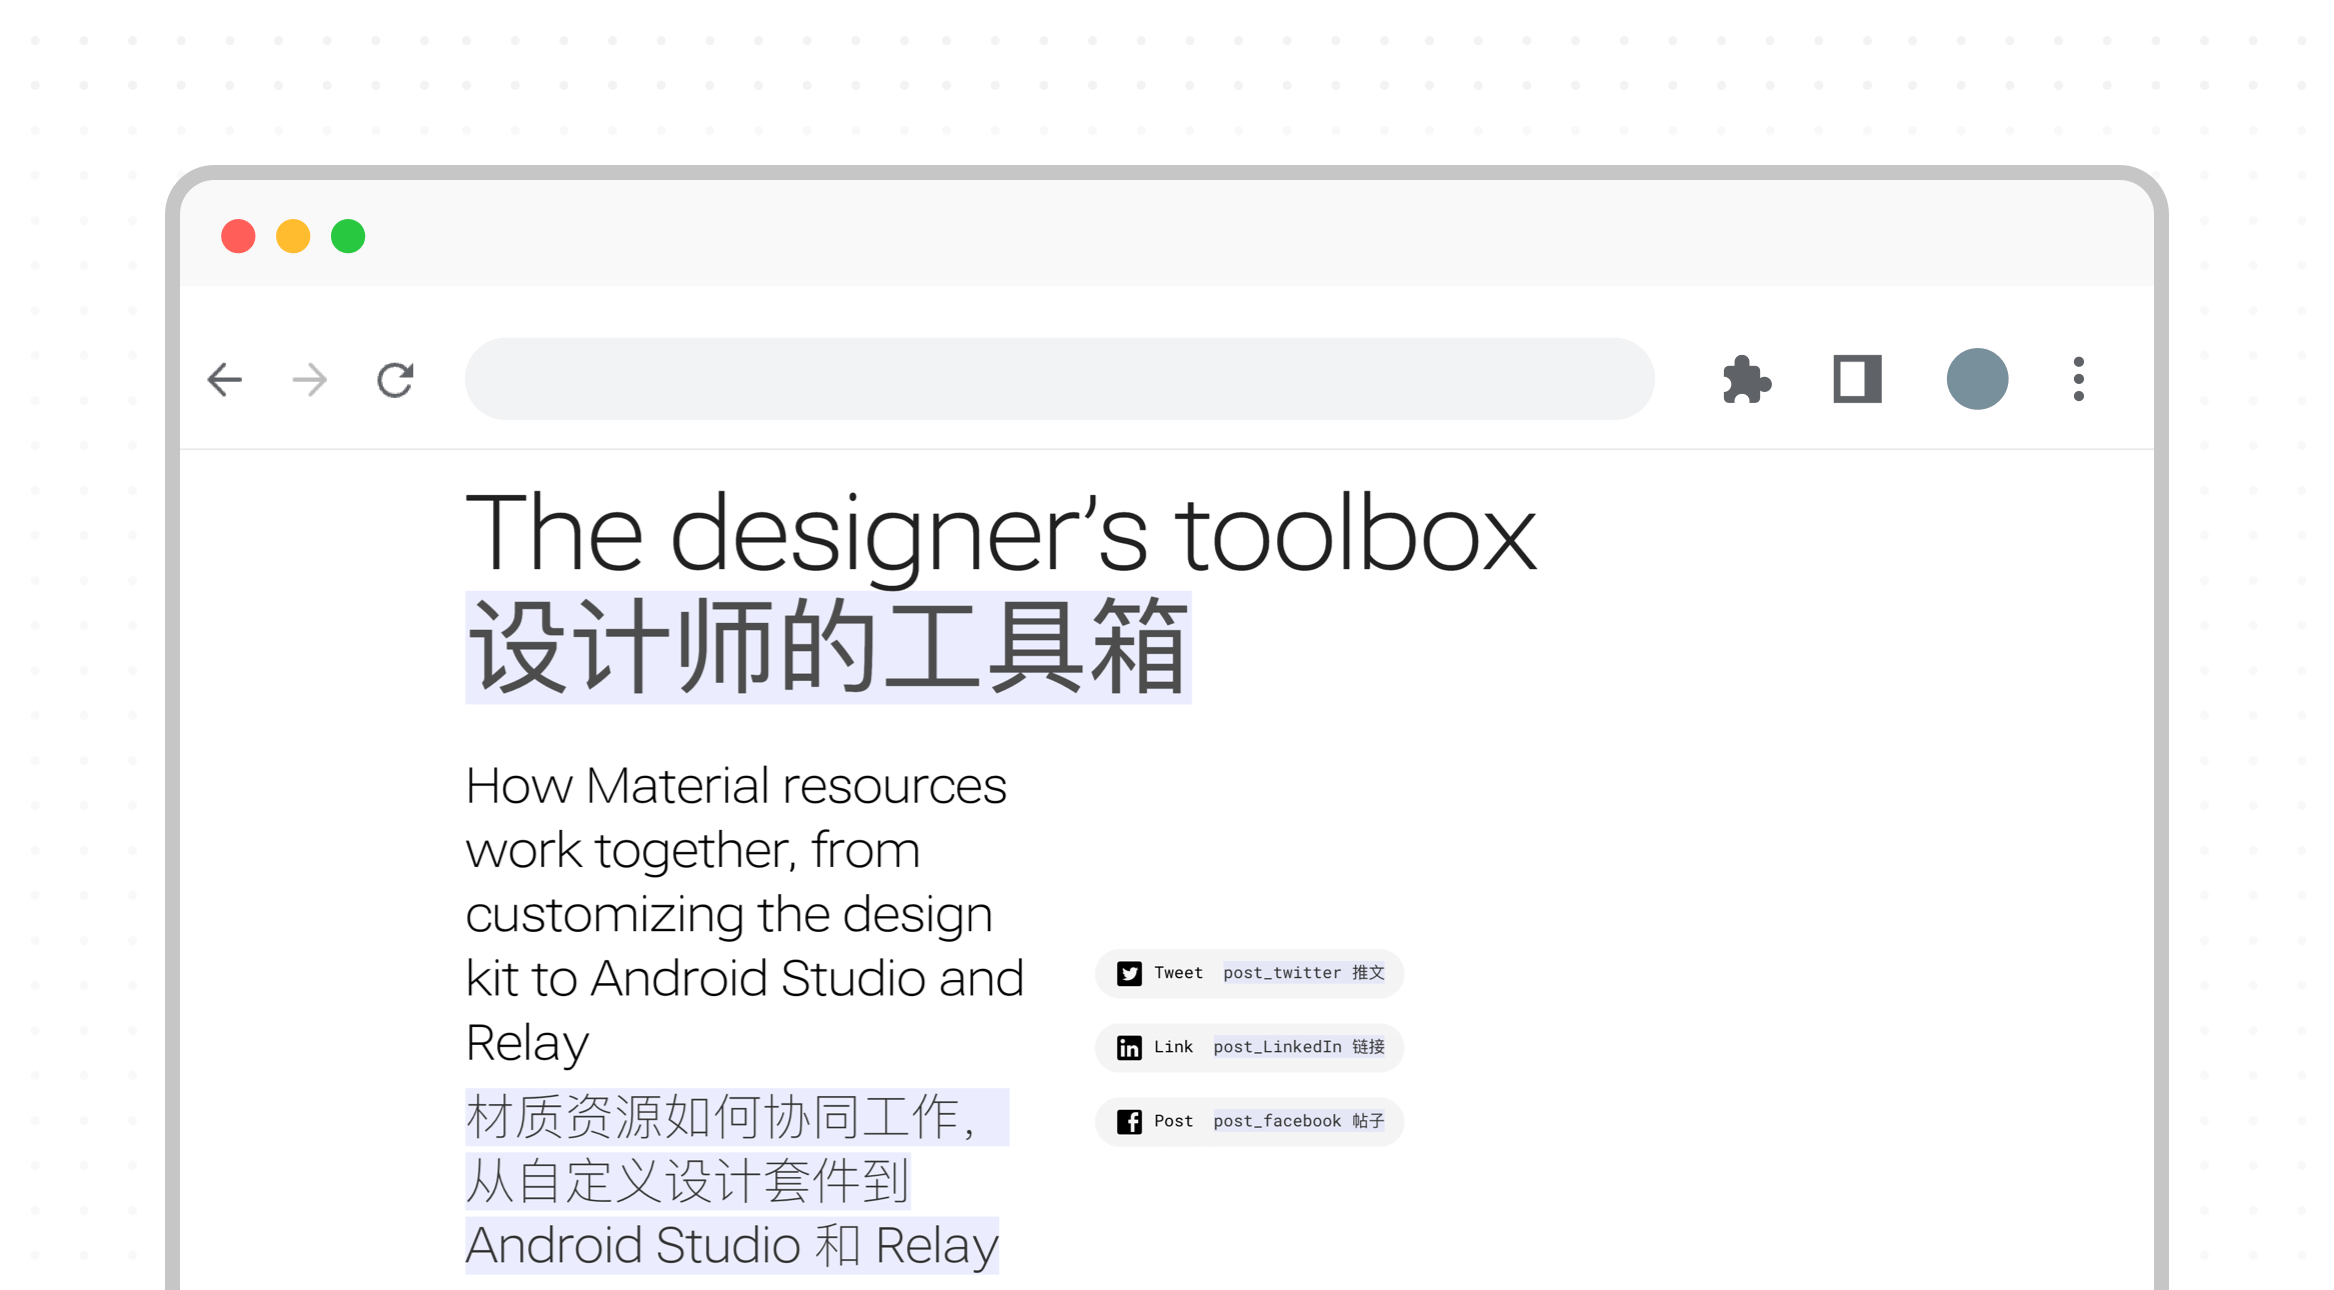 The designer’s toolbox
设计师的工具箱
How Material resources
work together, from
customizing the design
kit to Android Studio and
Relay
材质资源如何协同工作，
从自定义设计套件到
Android Studio 和 Relay
Tweet post_twitter 推文
in Link post_LinkedIn 链接
f Post post_facebook 帖子